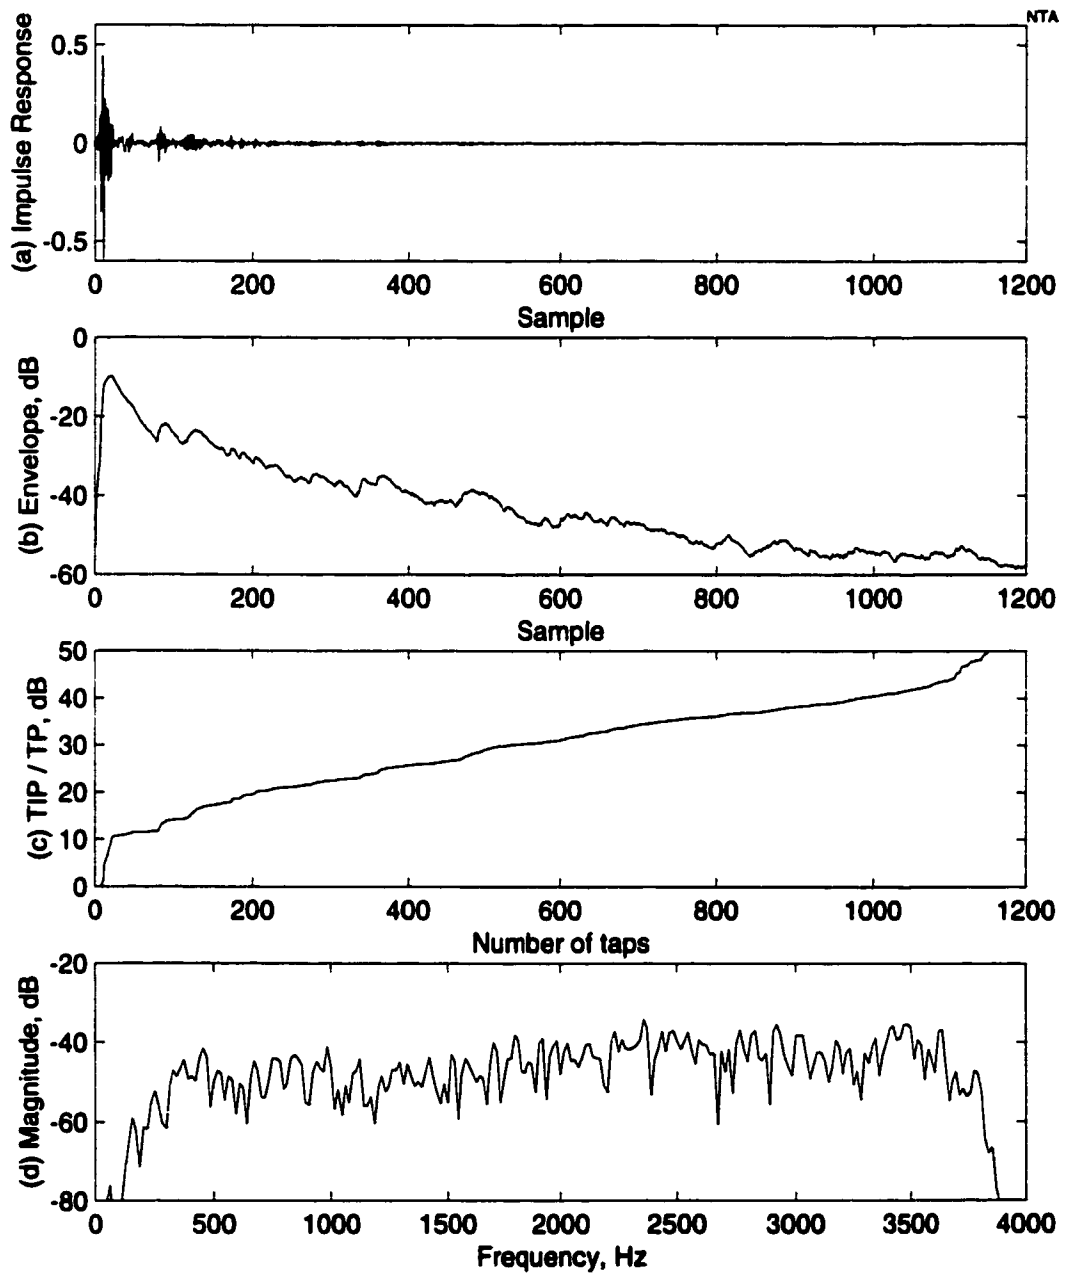 NTA
(a) Impulse Response
0.5
0
-0.5
0 200 400 600 800 1000 1200
Sample
(b) Envelope, dB
0
-20
-40
-60
0 200 400 600 800 1000 1200
Sample
(c) TIP / TP, dB
50
40
30
20
10
0
0 200 400 600 800 1000 1200
Number of taps
(d) Magnitude, dB
-20
-40
-60
-80
0 500 1000 1500 2000 2500 3000 3500 4000
Frequency, Hz